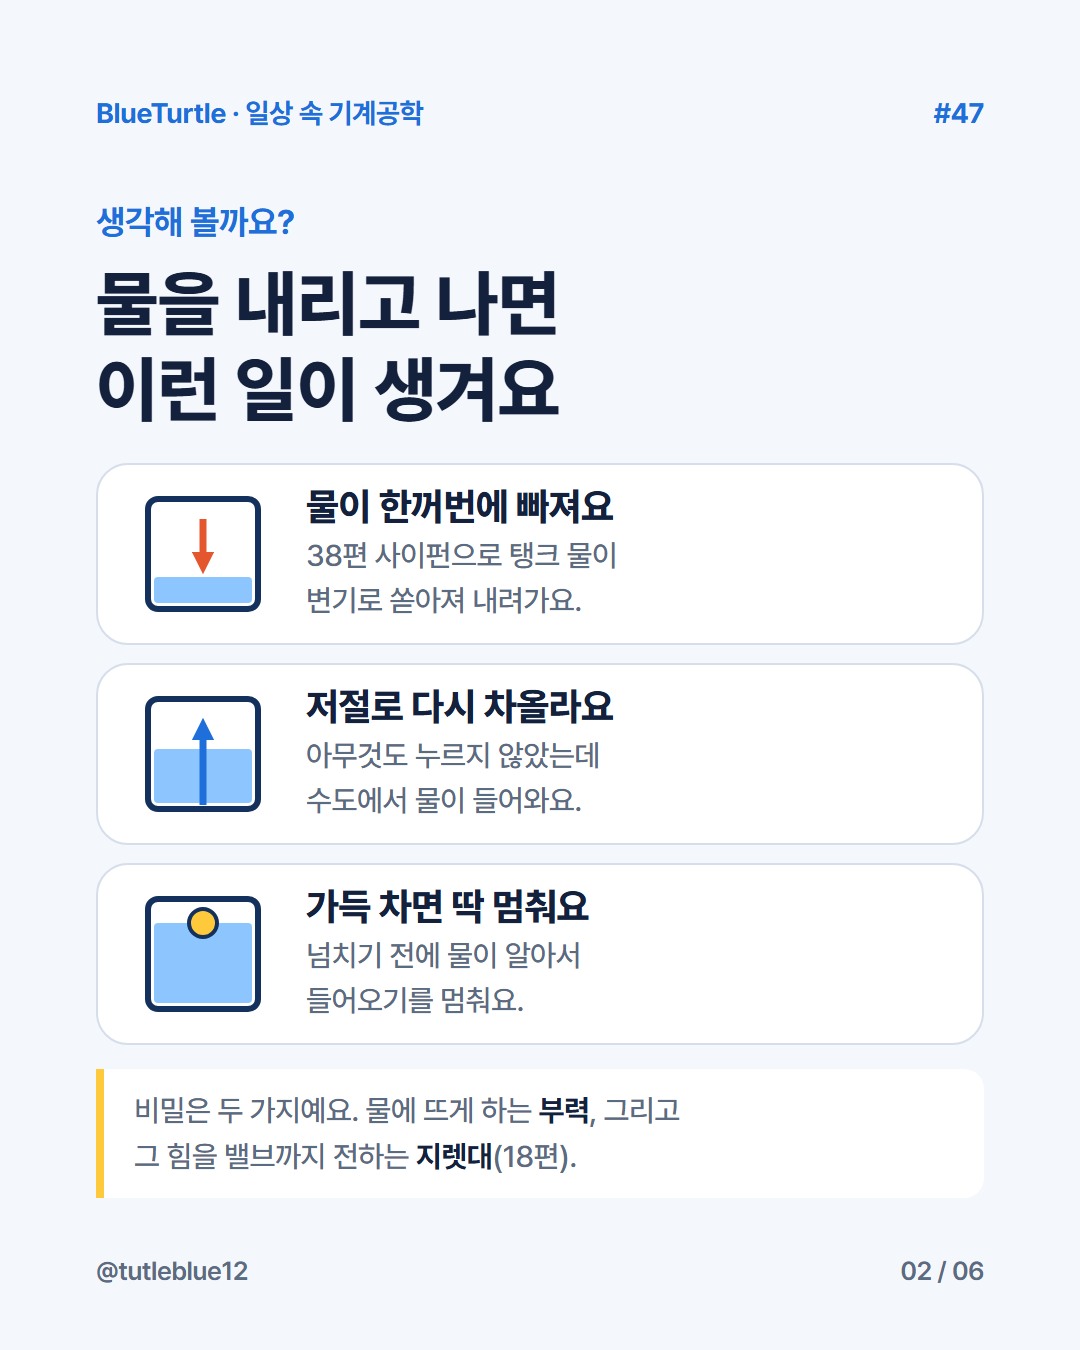 BlueTurtle · 일상 속 기계공학
#47
생각해 볼까요?
물을 내리고 나면
이런 일이 생겨요
물이 한꺼번에 빠져요
38편 사이펀으로 탱크 물이
변기로 쏟아져 내려가요.
저절로 다시 차올라요
아무것도 누르지 않았는데
수도에서 물이 들어와요.
가득 차면 딱 멈춰요
넘치기 전에 물이 알아서
들어오기를 멈춰요.
비밀은 두 가지예요. 물에 뜨게 하는 부력, 그리고
그 힘을 밸브까지 전하는 지렛대(18편).
@tutleblue12
02 / 06